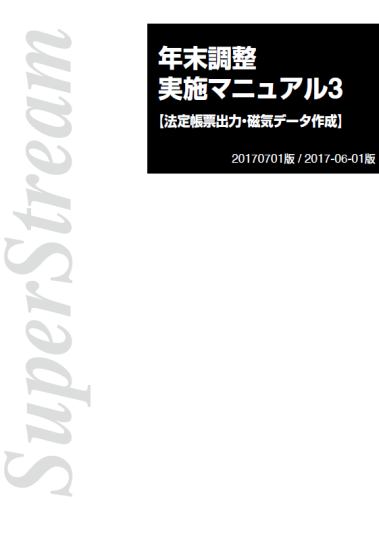 年末調整
実施マニュアル3
【法定帳票出力・磁気データ作成】
20170701版 / 2017-06-01版
SuperStream